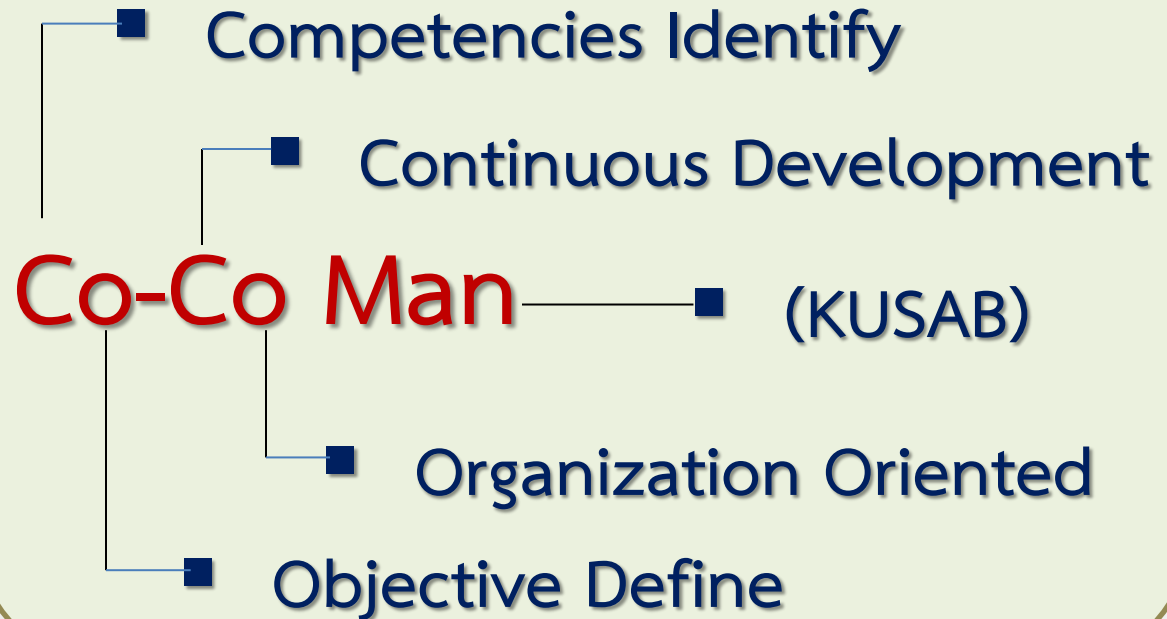 Competencies Identify
Continuous Development
Co-Co Man
(KUSAB)
Organization Oriented
Objective Define